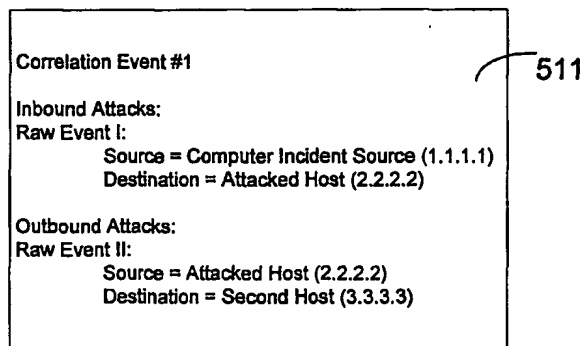 Correlation Event #1
511
Inbound Attacks:
Raw Event I:
Source = Computer Incident Source (1.1.1.1)
Destination = Attacked Host (2.2.2.2)
Outbound Attacks:
Raw Event II:
Source = Attacked Host (2.2.2.2)
Destination = Second Host (3.3.3.3)